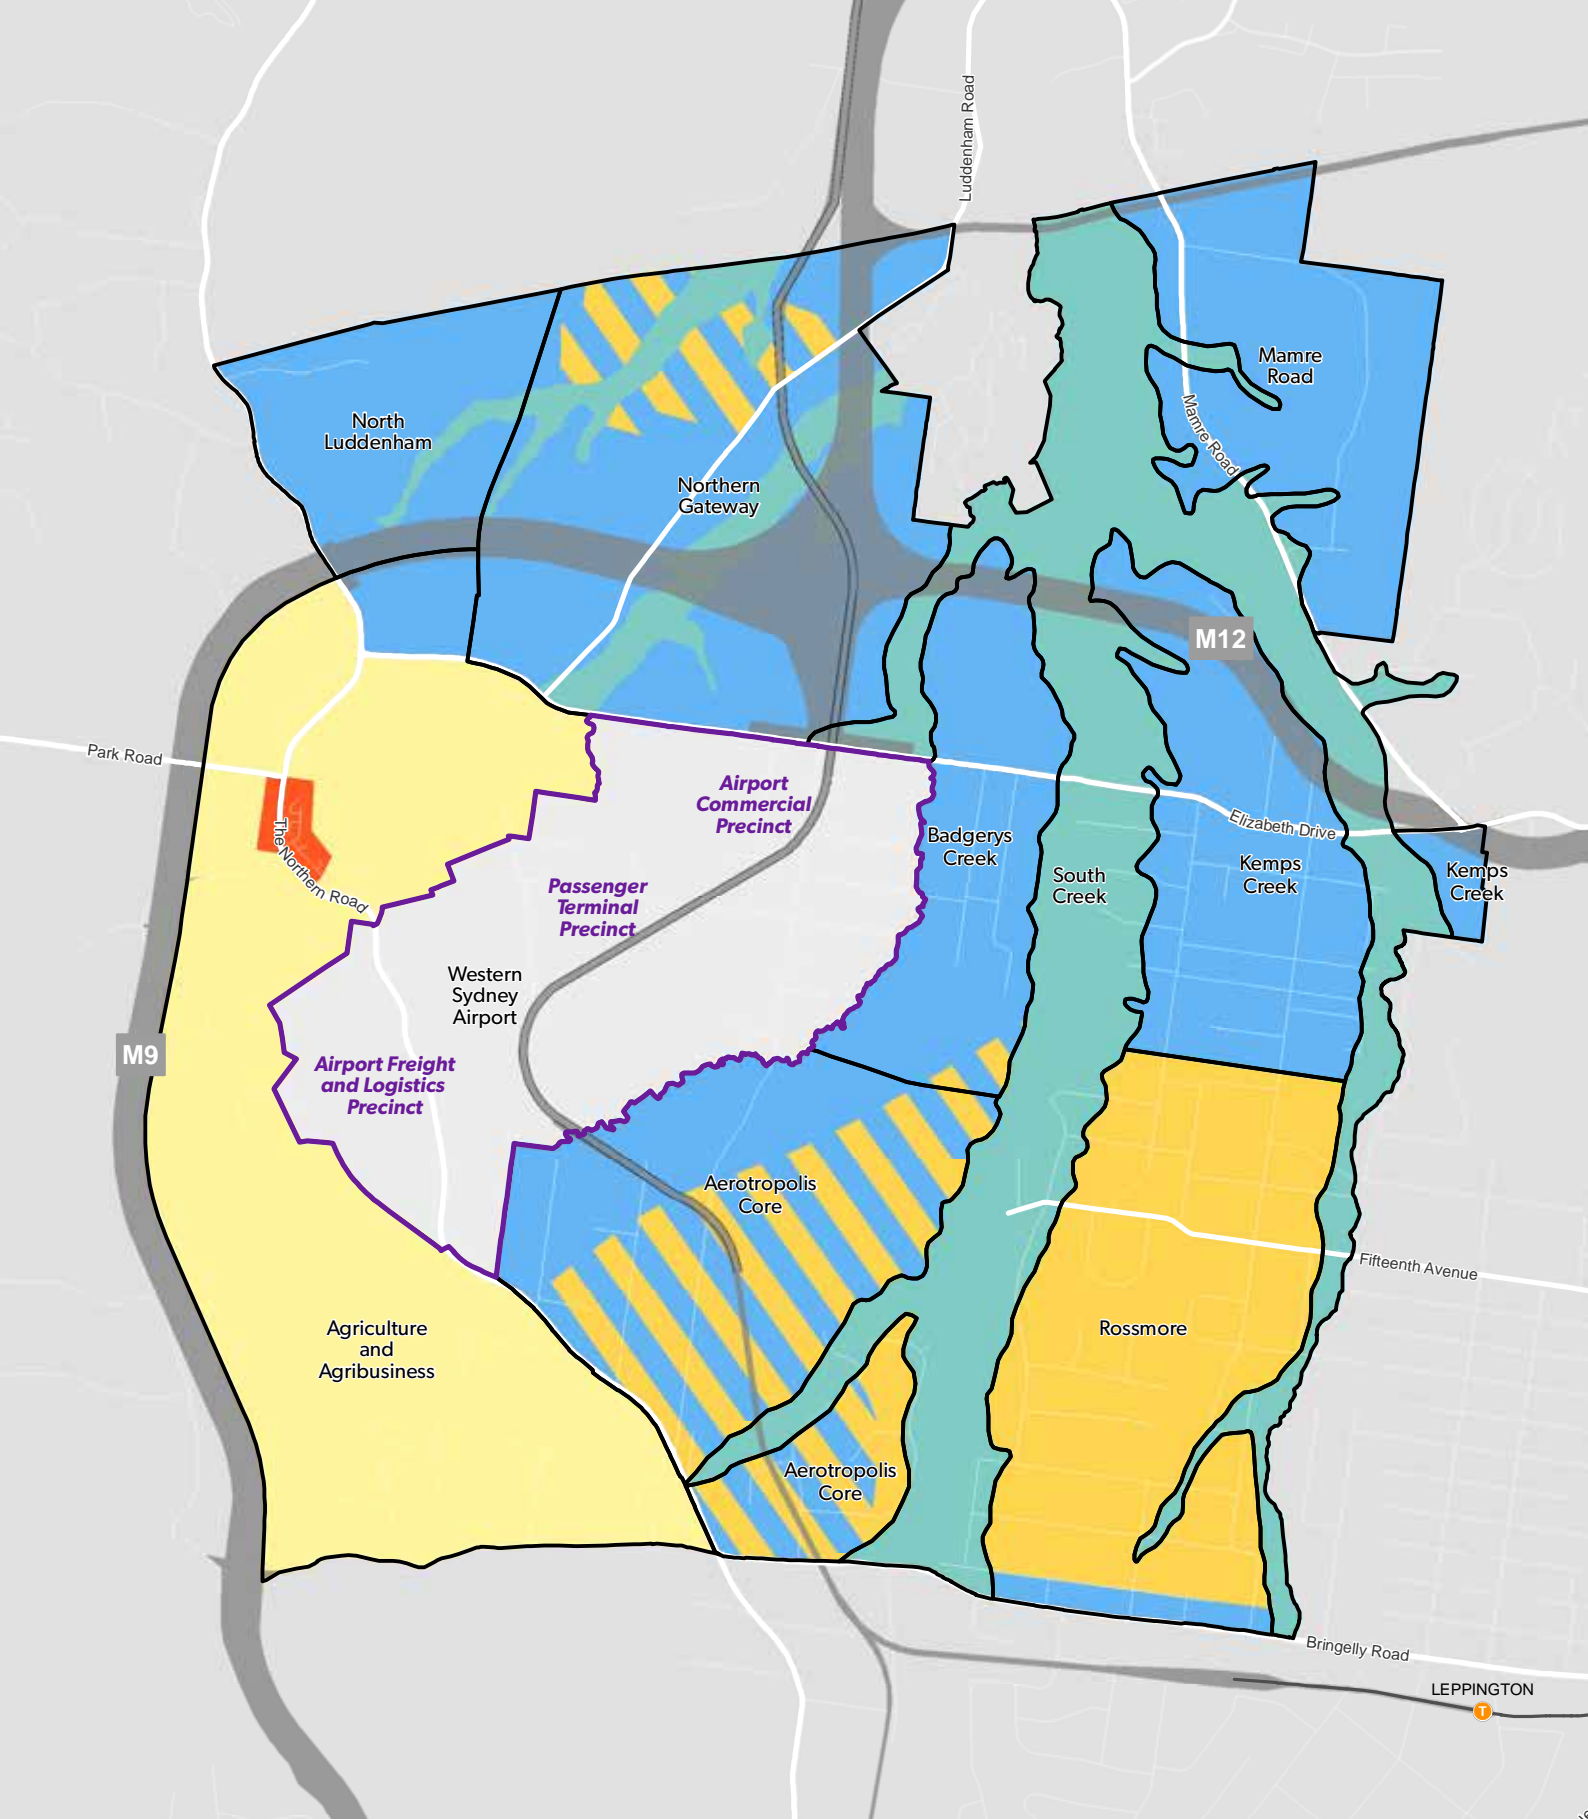 Luddenham Road
Mamre
Road
North
Luddenham
Mamre Road
Northern
Gateway
M12
Park Road
Airport
Commercial
Precinct
Elizabeth Drive
The Northern Road
Badgerys
Creek
Kemps
Creek
Kemps
Creek
South
Creek
Passenger
Terminal
Precinct
Western
Sydney
Airport
M9
Airport Freight
and Logistics
Precinct
Aerotropolis
Core
Fifteenth Avenue
Agriculture
and
Agribusiness
Rossmore
Aerotropolis
Core
Bringelly Road
LEPPINGTON
T